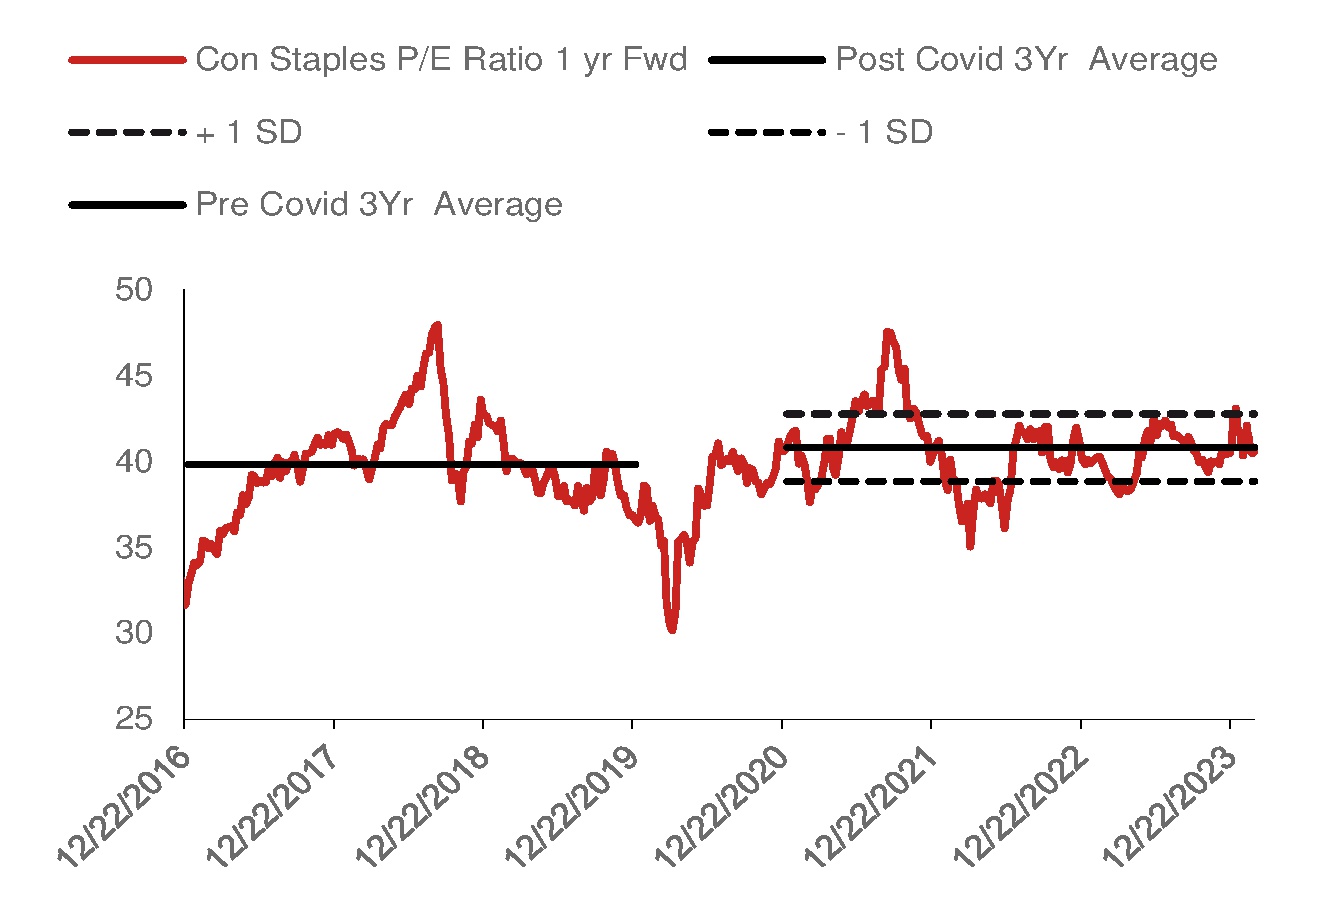 Con Staples P/E Ratio 1 yr Fwd
Post Covid 3Yr Average
+ 1 SD
- 1 SD
Pre Covid 3Yr Average
50
45
40
35
30
25
12/22/2016
12/22/2017
12/22/2018
12/22/2019
12/22/2020
12/22/2021
12/22/2022
12/22/2023